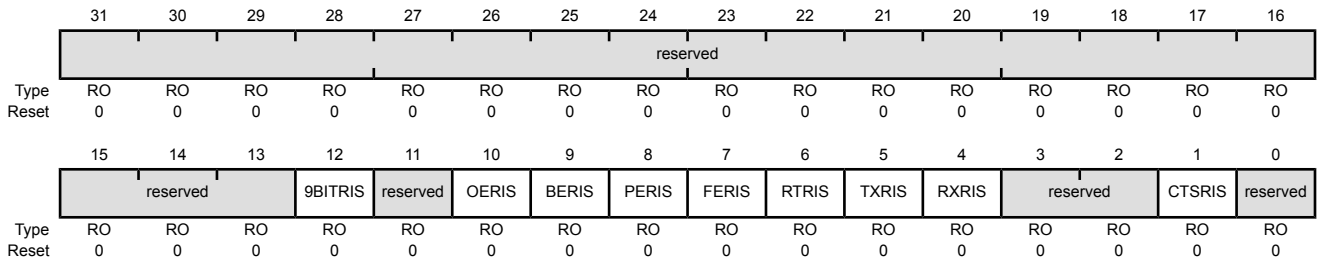 31 30 29 28 27 26 25 24 23 22 21 20 19 18 17 16
reserved
Type RO RO RO RO RO RO RO RO RO RO RO RO RO RO RO RO
Reset 0 0 0 0 0 0 0 0 0 0 0 0 0 0 0 0
15 14 13 12 11 10 9 8 7 6 5 4 3 2 1 0
reserved 9BITRIS reserved OERIS BERIS PERIS FERIS RTRIS TXRIS RXRIS reserved CTSRIS reserved
Type RO RO RO RO RO RO RO RO RO RO RO RO RO RO RO RO
Reset 0 0 0 0 0 0 0 0 0 0 0 0 0 0 0 0